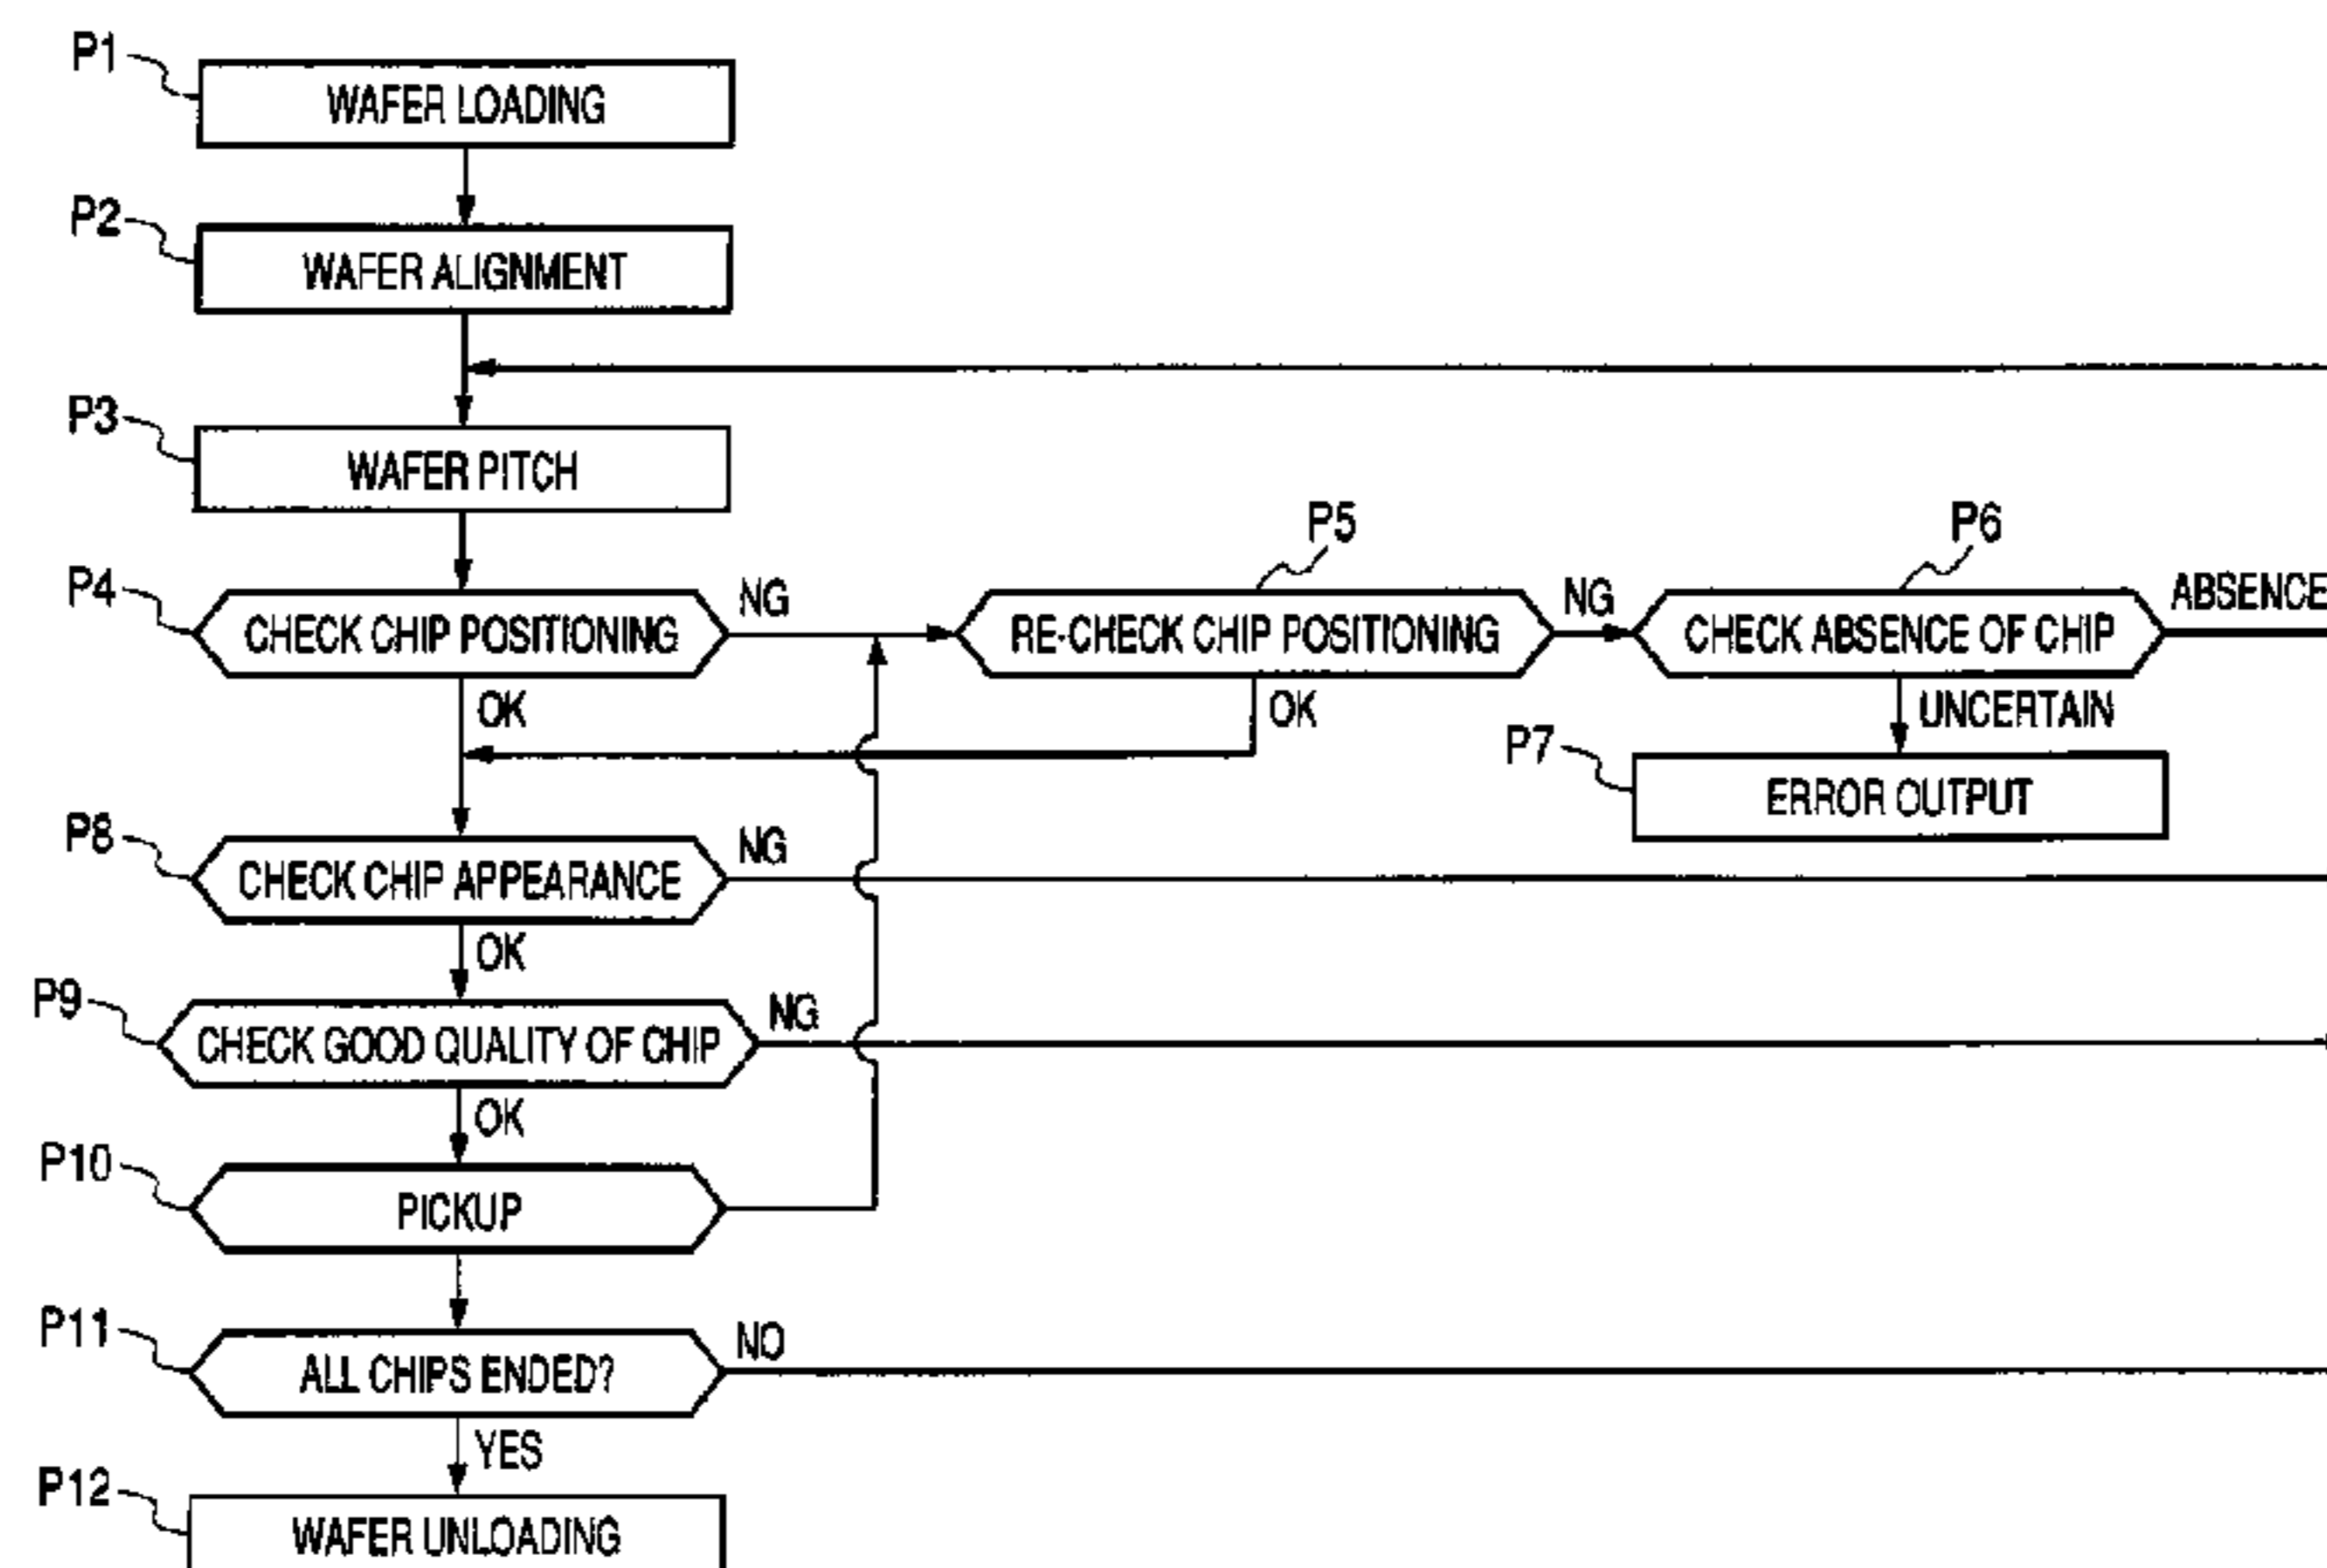 P1
WAFER LOADING
P2
WAFER ALIGNMENT
P3
WAFER PITCH
P4
CHECK CHIP POSITIONING
NG
OK
P5
RE-CHECK CHIP POSITIONING
NG
OK
P6
CHECK ABSENCE OF CHIP
ABSENCE
UNCERTAIN
P7
ERROR OUTPUT
P8
CHECK CHIP APPEARANCE
NG
OK
P9
CHECK GOOD QUALITY OF CHIP
NG
OK
P10
PICKUP
P11
ALL CHIPS ENDED?
NO
YES
P12
WAFER UNLOADING